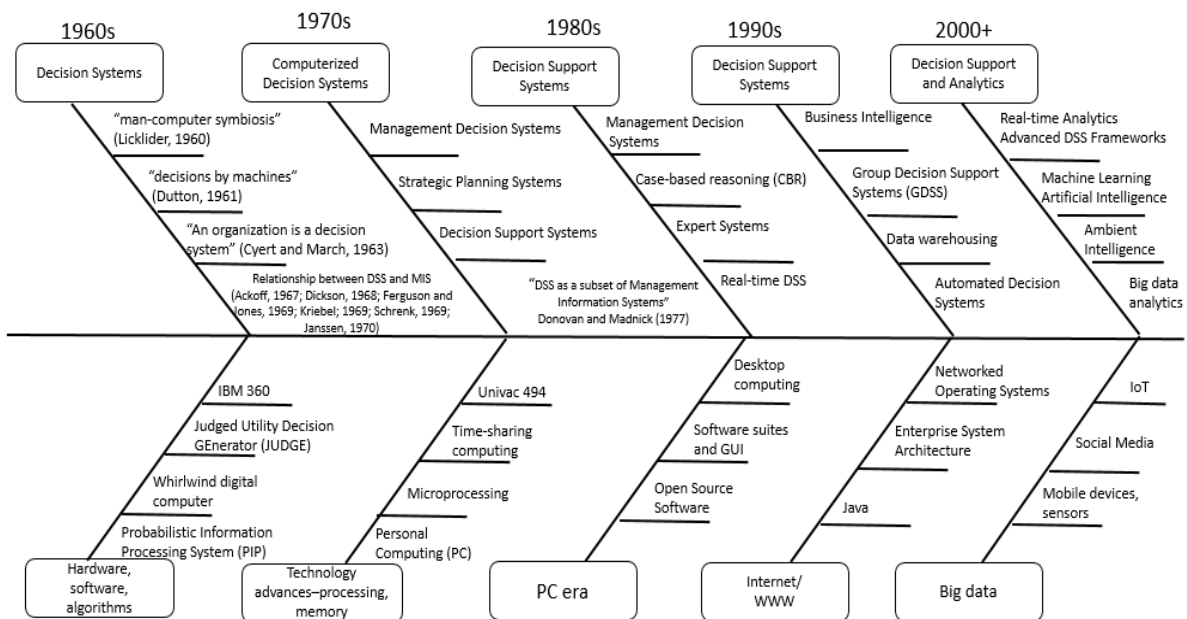 1960s
1970s
1980s
1990s
2000+
Decision Systems
Computerized
Decision Systems
Decision Support
Systems
Decision Support
Systems
Decision Support
and Analytics
“man-computer symbiosis”
(Licklider, 1960)
“decisions by machines”
(Dutton, 1961)
“An organization is a decision
system” (Cyert and March, 1963)
Relationship between DSS and MIS
(Ackoff, 1967; Dickson, 1968; Ferguson and
Jones, 1969; Kriebel; 1969; Schrenk, 1969;
Janssen, 1970)
Management Decision Systems
Strategic Planning Systems
Decision Support Systems
“DSS as a subset of Management
Information Systems”
Donovan and Madnick (1977)
Management Decision
Systems
Case-based reasoning (CBR)
Expert Systems
Real-time DSS
Business Intelligence
Group Decision Support
Systems (GDSS)
Data warehousing
Automated Decision
Systems
Real-time Analytics
Advanced DSS Frameworks
Machine Learning
Artificial Intelligence
Ambient
Intelligence
Big data
analytics
IBM 360
Judged Utility Decision
GEnerator (JUDGE)
Whirlwind digital
computer
Probabilistic Information
Processing System (PIP)
Hardware,
software,
algorithms
Univac 494
Time-sharing
computing
Microprocessing
Personal
Computing (PC)
Technology
advances–processing,
memory
Desktop
computing
Software suites
and GUI
Open Source
Software
PC era
Networked
Operating Systems
Enterprise System
Architecture
Java
Internet/
WWW
IoT
Social Media
Mobile devices,
sensors
Big data